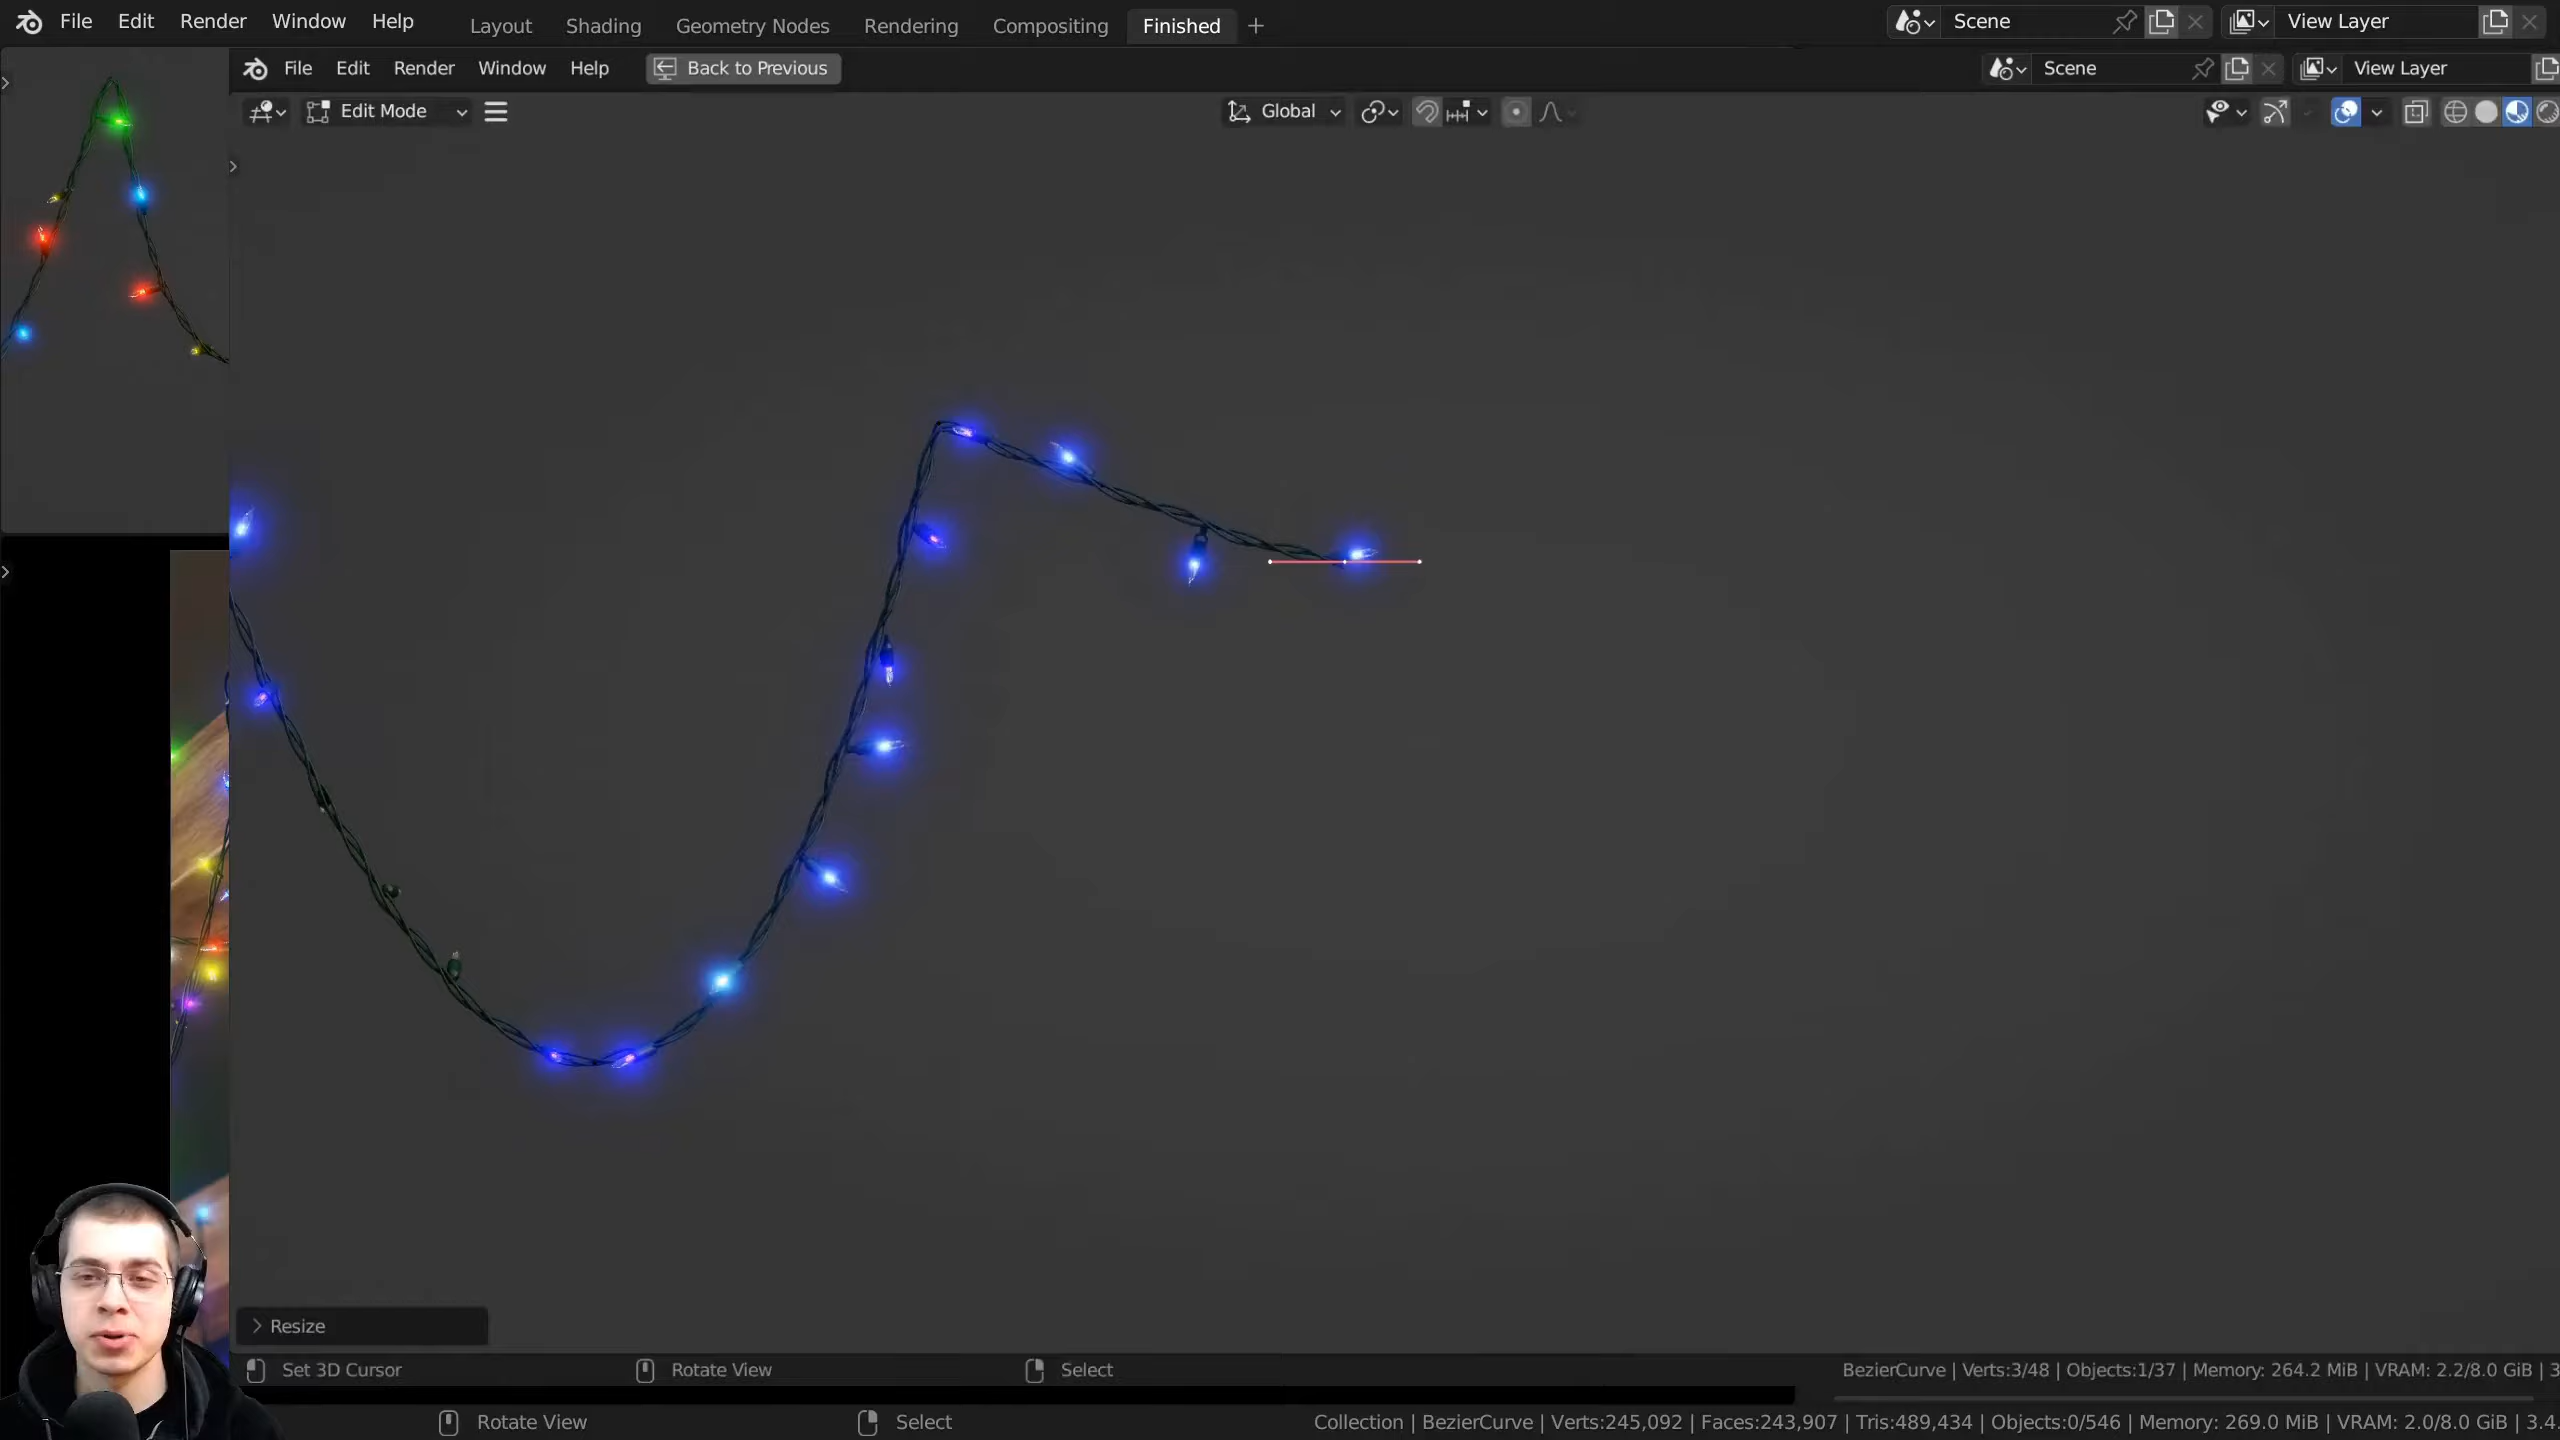 File Edit Render Window Help Layout Shading Geometry Nodes Rendering Compositing Finished + Scene View Layer
File Edit Render Window Help Back to Previous Scene View Layer
Edit Mode Global
Resize
Set 3D Cursor Rotate View Select BezierCurve | Verts:3/48 | Objects:1/37 | Memory: 264.2 MiB | VRAM: 2.2/8.0 GiB | 3
Rotate View Select Collection | BezierCurve | Verts:245,092 | Faces:243,907 | Tris:489,434 | Objects:0/546 | Memory: 269.0 MiB | VRAM: 2.0/8.0 GiB | 3.4.